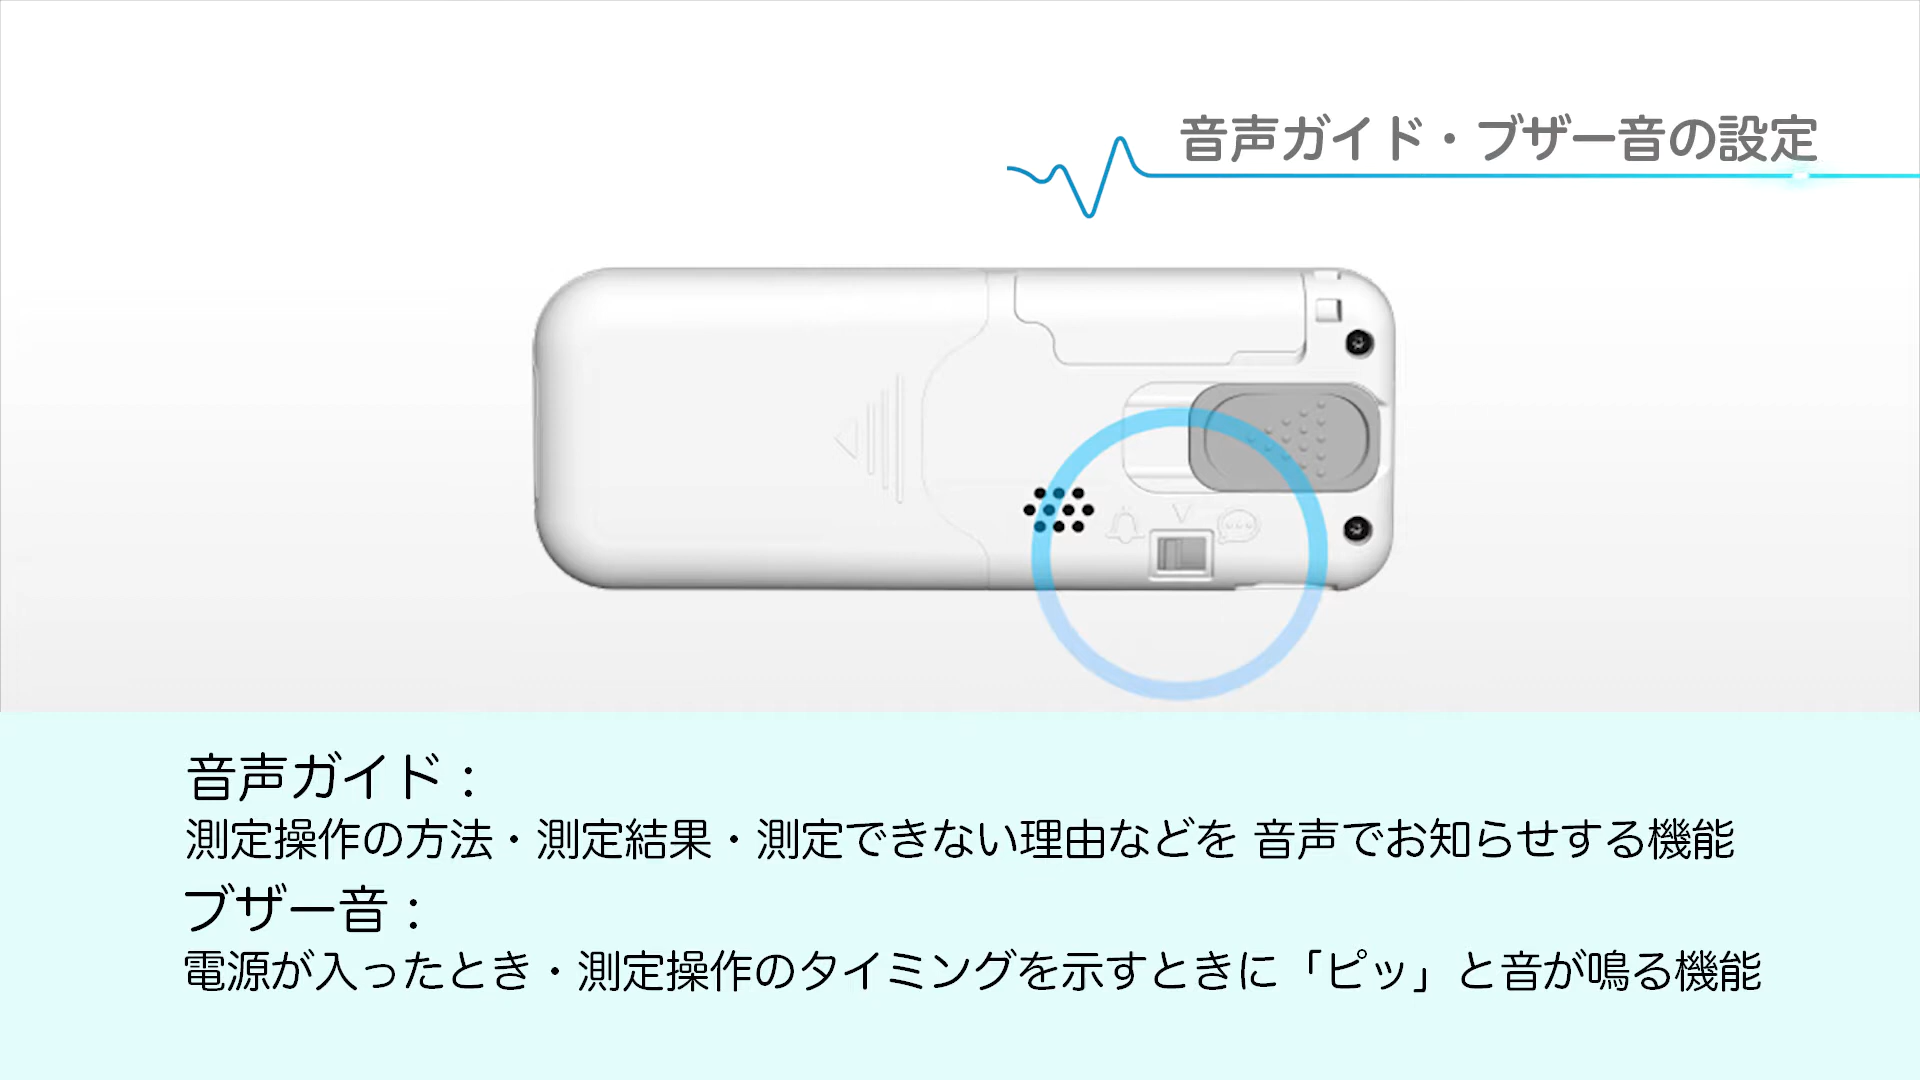 音声ガイド・ブザー音の設定
音声ガイド：
測定操作の方法・測定結果・測定できない理由などを 音声でお知らせする機能
ブザー音：
電源が入ったとき・測定操作のタイミングを示すときに「ピッ」と音が鳴る機能